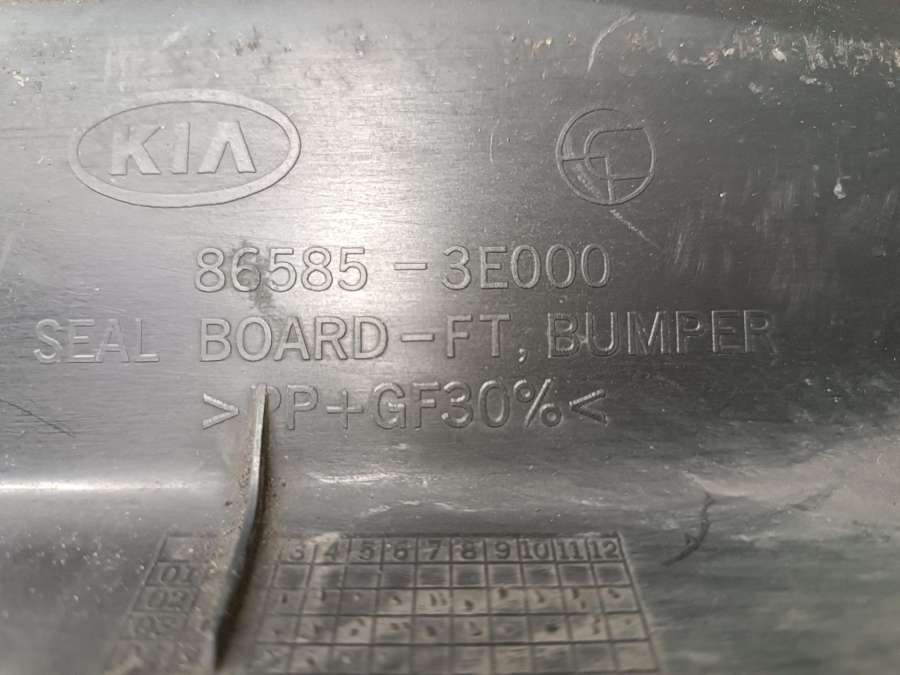 KIA
86585-3E000
SEAL BOARD-FT, BUMPER
>PP+GF30%<
3 4 5 6 7 8 9 10 11 12
01
02
03